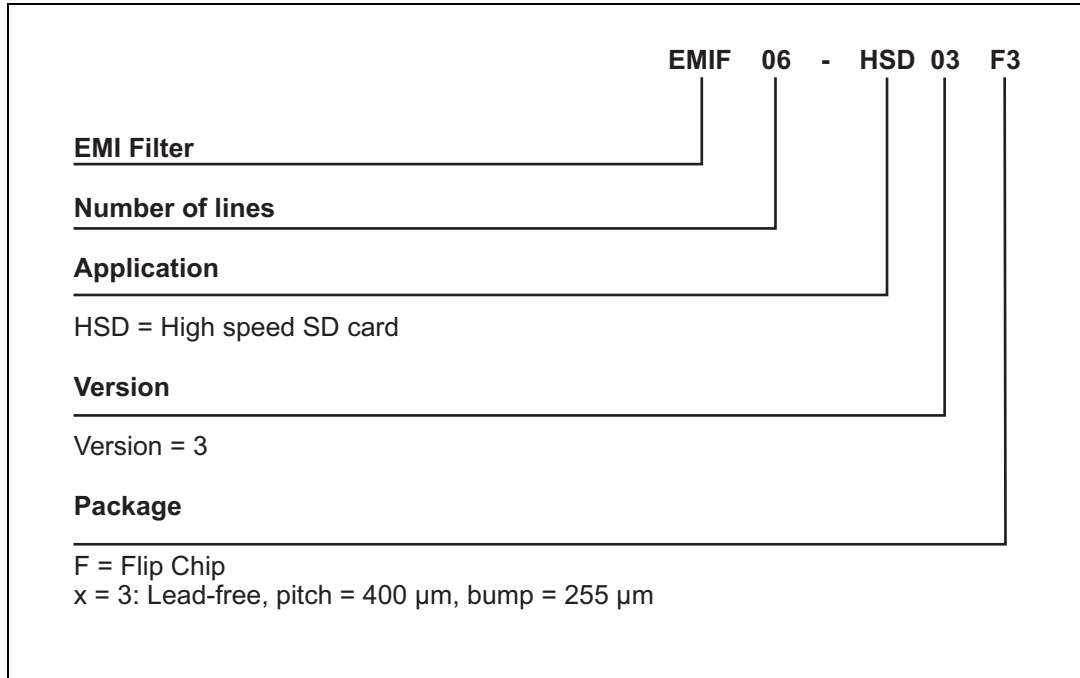 EMIF 06 - HSD 03 F3
EMI Filter
Number of lines
Application
HSD = High speed SD card
Version
Version = 3
Package
F = Flip Chip
x = 3: Lead-free, pitch = 400 µm, bump = 255 µm